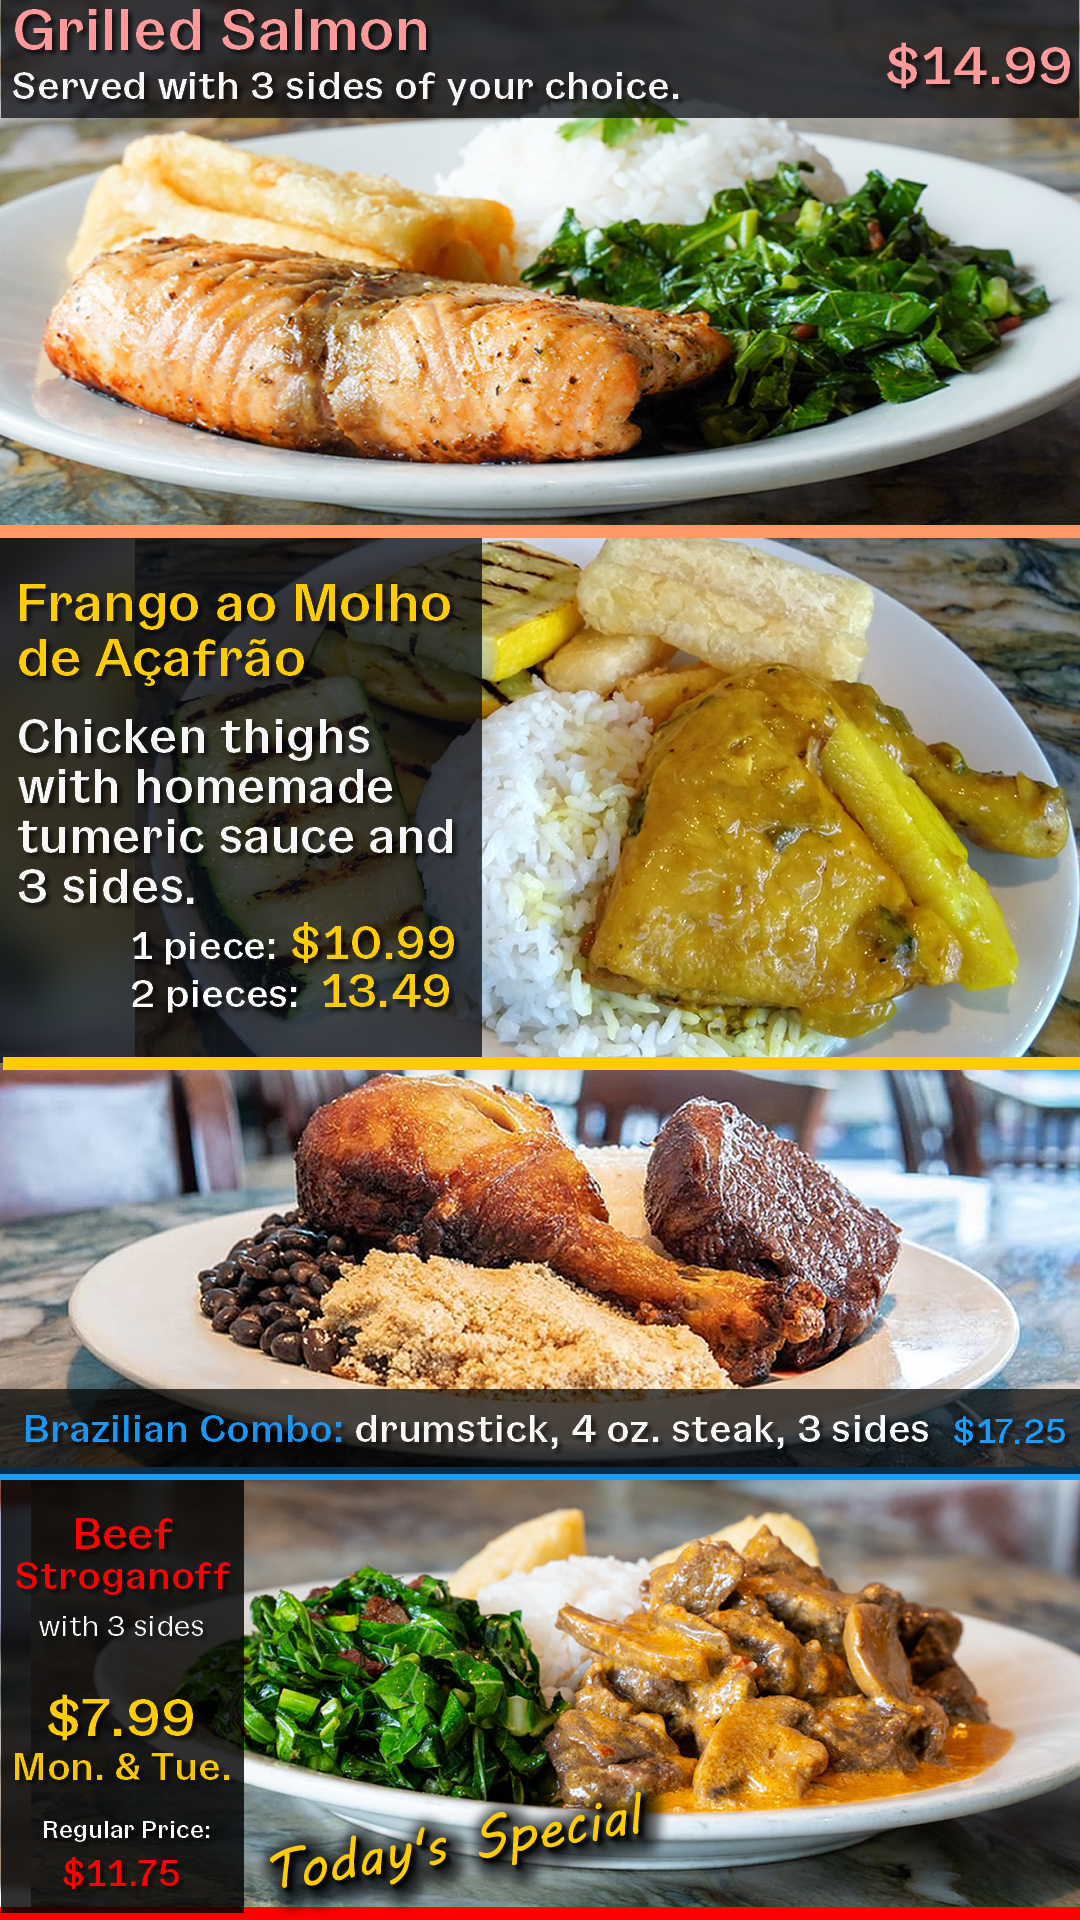 Grilled Salmon
Served with 3 sides of your choice.
$14.99
Frango ao Molho
de Açafrão
Chicken thighs
with homemade
tumeric sauce and
3 sides.
1 piece: $10.99
2 pieces: 13.49
Brazilian Combo: drumstick, 4 oz. steak, 3 sides $17.25
Beef
Stroganoff
with 3 sides
$7.99
Mon. & Tue.
Regular Price:
$11.75
Today's Special